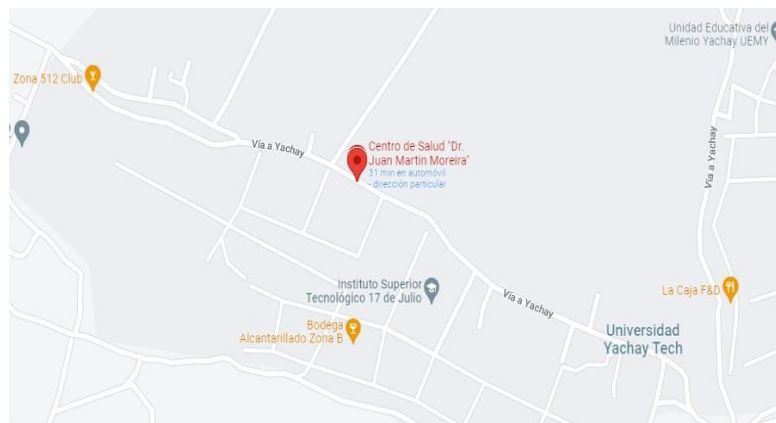 Unidad Educativa del
Milenio Yachay UEMY
Zona 512 Club
Vía a Yachay
Centro de Salud "Dr.
Juan Martin Moreira"
31 min en automóvil
- dirección particular
Vía a Yachay
Instituto Superior
Tecnológico 17 de Julio
Vía a Yachay
La Caja F&D
Bodega
Alcantarillado Zona B
Universidad
Yachay Tech